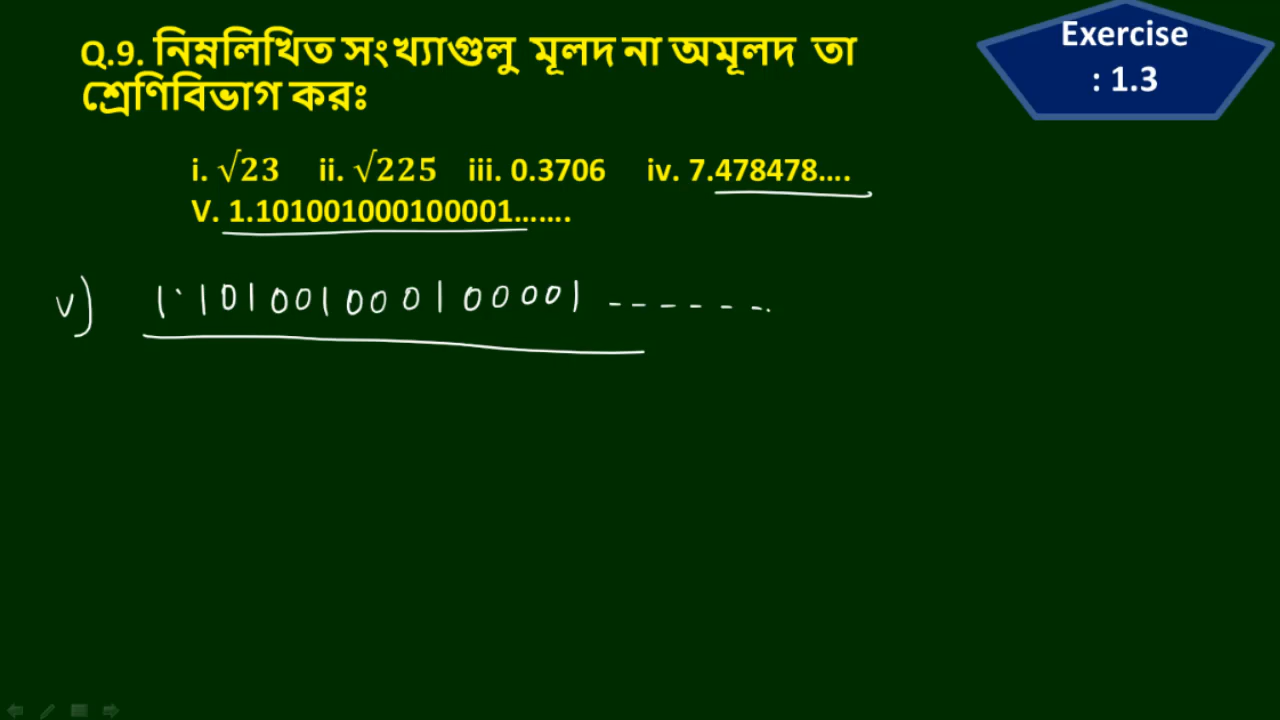 Q.9. নিম্নলিখিত সংখ্যাগুলু মূলদ না অমূলদ তা
শ্রেণিবিভাগ করঃ
Exercise
: 1.3
i. √23 ii. √225 iii. 0.3706 iv. 7.478478....
V. 1.101001000100001.......
v) 1.101001000100001 -------